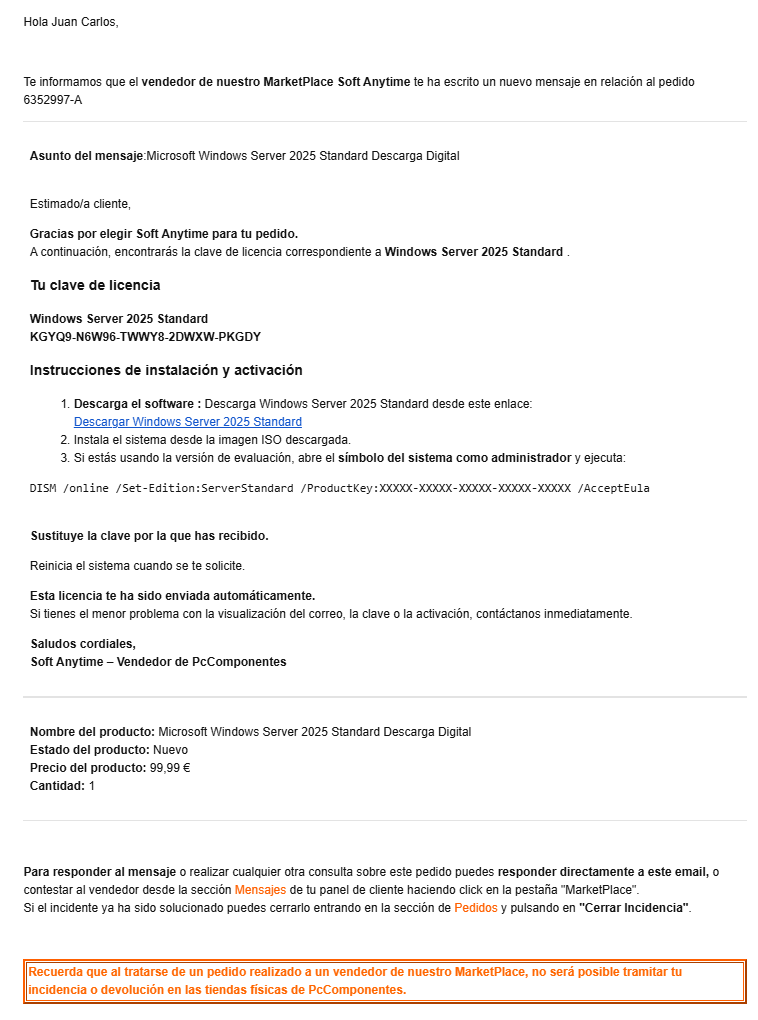 Hola Juan Carlos,
Te informamos que el vendedor de nuestro MarketPlace Soft Anytime te ha escrito un nuevo mensaje en relación al pedido
6352997-A
Asunto del mensaje:Microsoft Windows Server 2025 Standard Descarga Digital
Estimado/a cliente,
Gracias por elegir Soft Anytime para tu pedido.
A continuación, encontrarás la clave de licencia correspondiente a Windows Server 2025 Standard .
Tu clave de licencia
Windows Server 2025 Standard
KGYQ9-N6W96-TWWY8-2DWXW-PKGDY
Instrucciones de instalación y activación
1. Descarga el software : Descarga Windows Server 2025 Standard desde este enlace:
Descargar Windows Server 2025 Standard
2. Instala el sistema desde la imagen ISO descargada.
3. Si estás usando la versión de evaluación, abre el símbolo del sistema como administrador y ejecuta:
DISM /online /Set-Edition:ServerStandard /ProductKey:XXXXX-XXXXX-XXXXX-XXXXX-XXXXX /AcceptEula
Sustituye la clave por la que has recibido.
Reinicia el sistema cuando se te solicite.
Esta licencia te ha sido enviada automáticamente.
Si tienes el menor problema con la visualización del correo, la clave o la activación, contáctanos inmediatamente.
Saludos cordiales,
Soft Anytime – Vendedor de PcComponentes
Nombre del producto: Microsoft Windows Server 2025 Standard Descarga Digital
Estado del producto: Nuevo
Precio del producto: 99,99 €
Cantidad: 1
Para responder al mensaje o realizar cualquier otra consulta sobre este pedido puedes responder directamente a este email, o
contestar al vendedor desde la sección Mensajes de tu panel de cliente haciendo click en la pestaña "MarketPlace".
Si el incidente ya ha sido solucionado puedes cerrarlo entrando en la sección de Pedidos y pulsando en "Cerrar Incidencia".
Recuerda que al tratarse de un pedido realizado a un vendedor de nuestro MarketPlace, no será posible tramitar tu
incidencia o devolución en las tiendas físicas de PcComponentes.